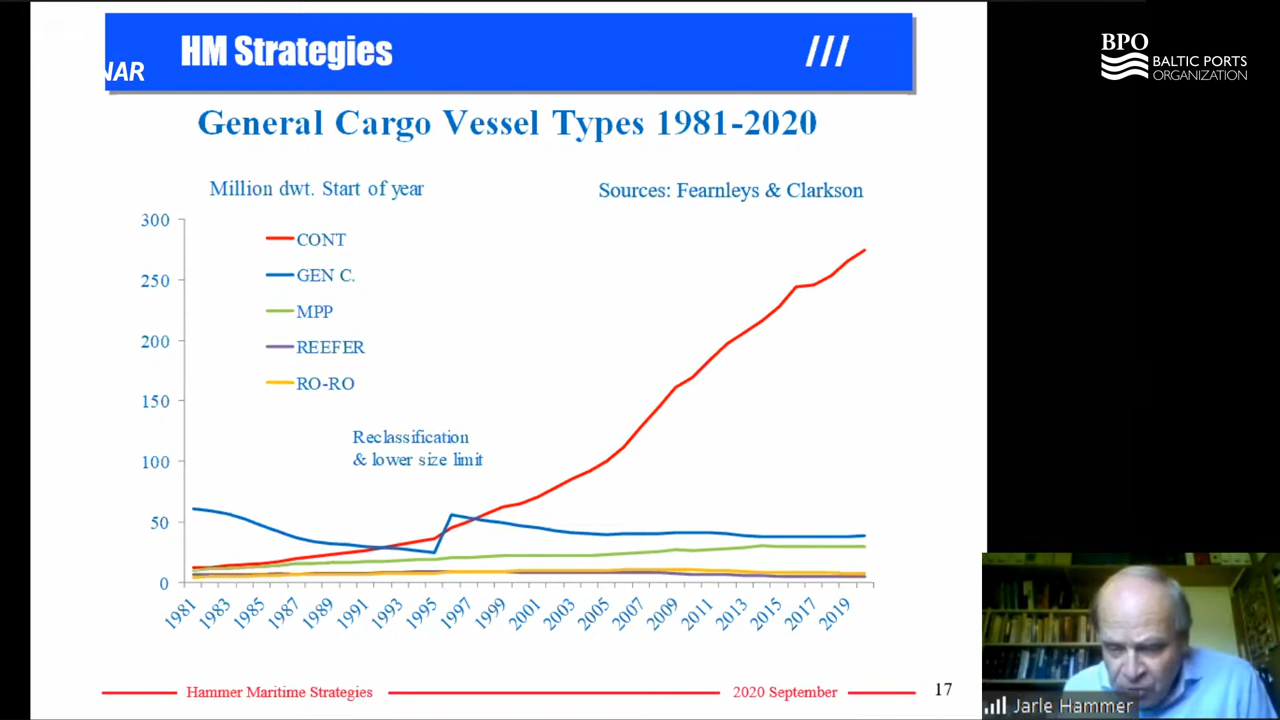 HM Strategies
///
NAR
BPO
BALTIC PORTS
ORGANIZATION
General Cargo Vessel Types 1981-2020
Million dwt. Start of year
Sources: Fearnleys & Clarkson
300
250
200
150
100
50
0
CONT
GEN C.
MPP
REEFER
RO-RO
Reclassification
& lower size limit
1981
1983
1985
1987
1989
1991
1993
1995
1997
1999
2001
2003
2005
2007
2009
2011
2013
2015
2017
2019
Hammer Maritime Strategies
2020 September
17
Jarle Hammer